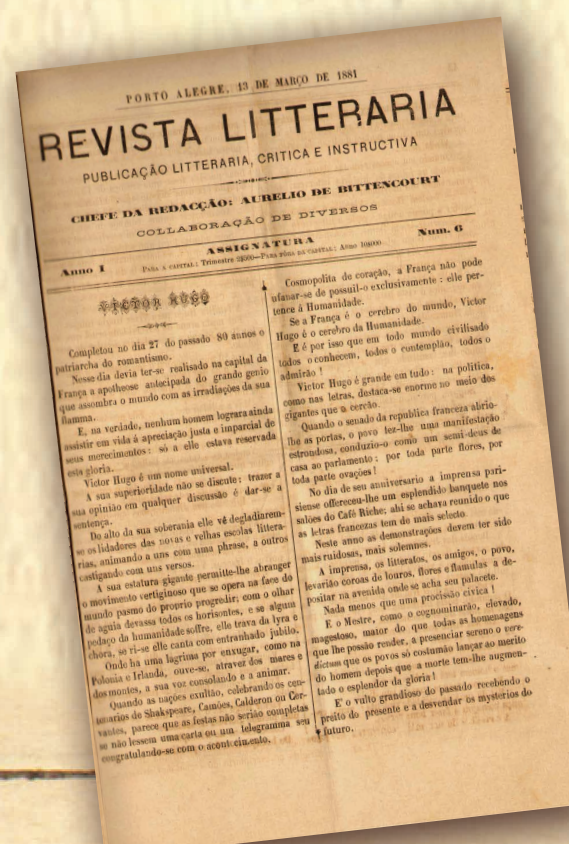 PORTO ALEGRE, 13 DE MARÇO DE 1881
REVISTA LITTERARIA
PUBLICAÇÃO LITTERARIA, CRITICA E INSTRUCTIVA
CHEFE DA REDACÇÃO: AURELIO DE BITTENCOURT
COLLABORAÇÃO DE DIVERSOS
Anno I
ASSIGNATURA
PARA A CAPITAL: Trimestre 3$000—PARA FÓRA DA CAPITAL: Anno 10$000
Num. 6
VICTOR HUGO
Completou no dia 27 do passado 80 annos o
patriarcha do romantismo.
Nesse dia devia ter-se realisado na capital da
França a apotheose antecipada do grande genio
que assombra o mundo com as irradiações da sua
flamma.
E, na verdade, nenhum homem lograra ainda
assistir em vida á apreciação justa e imparcial de
seus merecimentos: só a elle estava reservada
esta gloria.
Victor Hugo é um nome universal.
A sua superioridade não se discute: trazer a
sua opinião em qualquer discussão é dar-se a
sentença.
Do alto da sua soberania elle vê degladiarem-
se os lidadores das novas e velhas escolas littera-
rias, animando a uns com uma phrase, a outros
castigando com uns versos.
A sua estatura gigante permitte-lhe abranger
o movimento vertiginoso que se opera na face do
mundo pasmo do proprio progredir; com o olhar
de aguia devassa todos os horisontes, e se algum
pedaço da humanidade soffre, elle trava da lyra e
chora, se ri-se elle canta com entranhado jubilo.
Onde ha uma lagrima por enxugar, como na
Polonia e Irlanda, ouve-se, atravez dos mares e
dos montes, a sua voz consolando e a animar.
Quando as nações exultão, celebrando os cen-
tenarios de Shakspeare, Camões, Calderon ou Cer-
vantes, parece que as festas não serião completas
se não lessem uma carta ou um telegramma seu
congratulando-se com o acontecimento.
Cosmopolita de coração, a França não póde
ufanar-se de possuil-o exclusivamente: elle per-
tence á Humanidade.
Se a França é o cerebro do mundo, Victor
Hugo é o cerebro da Humanidade.
E é por isso que em todo mundo civilisado
todos o conhecem, todos o contemplão, todos o
admirão!
Victor Hugo é grande em tudo: na politica,
como nas letras, destaca-se enorme no meio dos
gigantes que o cercão.
Quando o senado da republica franceza abrio-
lhe as portas, o povo fez-lhe uma manifestação
estrondosa, conduzio-o como um semi-deus de
casa ao parlamento: por toda parte flores, por
toda parte ovações!
No dia de seu anniversario a imprensa pari-
siense offereceu-lhe um esplendido banquete nos
salões do Café Riche; ahi se achava reunido o que
as letras francezas tem de mais selecto
Neste anno as demonstrações devem ter sido
mais ruidosas, mais solemnes.
A imprensa, os litteratos, os amigos, o povo,
levarião coroas de louros, flores e flamulas a de-
positar na avenida onde se acha seu palacete.
Nada menos que uma procissão civica!
E o Mestre, como o cognominarão, elevado,
magestoso, maior do que todas as homenagens
que lhe possão render, a presenciar sereno o vere-
dictum que os povos só costumão lançar ao merito
do homem depois que a morte tem-lhe augmen-
tado o esplendor da gloria!
E' o vulto grandioso do passado recebendo o
preito do presente e a desvendar os mysterios do
futuro.